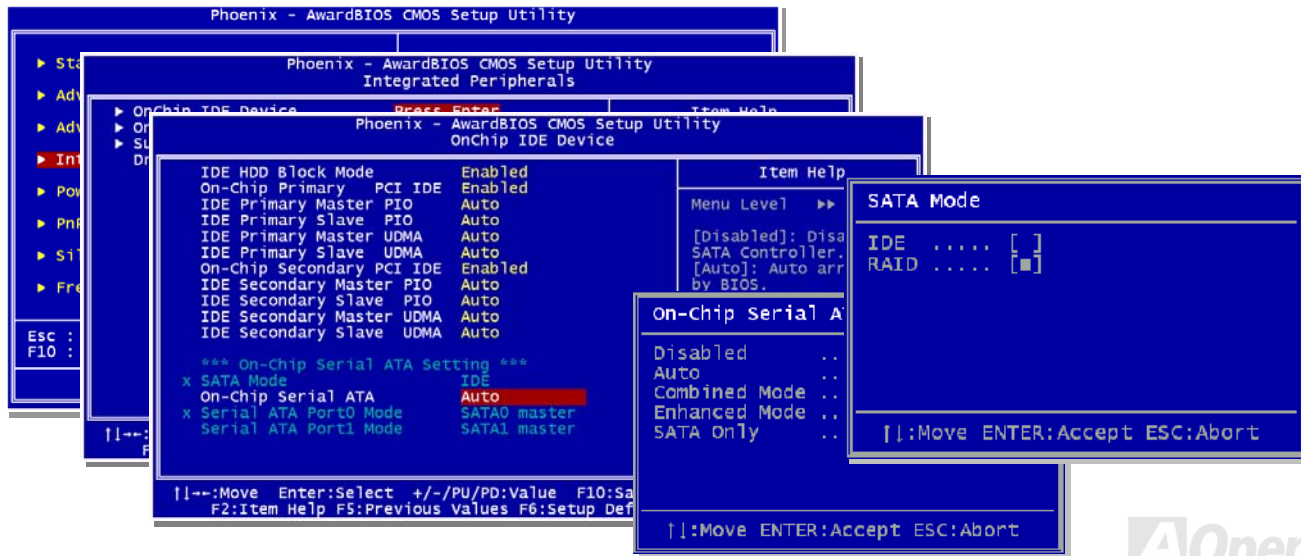 Phoenix - AwardBIOS CMOS Setup Utility
Phoenix - AwardBIOS CMOS Setup Utility
Integrated Peripherals
OnChip IDE Device
Press Enter
Item Help
Esc :
F10 :
Phoenix - AwardBIOS CMOS Setup Utility
OnChip IDE Device
IDE HDD Block Mode Enabled
On-Chip Primary PCI IDE Enabled
IDE Primary Master PIO Auto
IDE Primary Slave PIO Auto
IDE Primary Master UDMA Auto
IDE Primary Slave UDMA Auto
On-Chip Secondary PCI IDE Enabled
IDE Secondary Master PIO Auto
IDE Secondary Slave PIO Auto
IDE Secondary Master UDMA Auto
IDE Secondary Slave UDMA Auto
*** On-Chip Serial ATA Setting ***
x SATA Mode IDE
On-Chip Serial ATA Auto
x Serial ATA Port0 Mode SATA0 master
Serial ATA Port1 Mode SATA1 master
Item Help
Menu Level ►►
[Disabled]: Disa
SATA Controller.
[Auto]: Auto arr
by BIOS.
↑↓→←:Move Enter:Select +/-/PU/PD:Value F10:Sa
F2:Item Help F5:Previous Values F6:Setup Def
On-Chip Serial A
Disabled ..
Auto ..
Combined Mode ..
Enhanced Mode ..
SATA Only ..
↑↓:Move ENTER:Accept ESC:Abort
SATA Mode
IDE ..... [ ]
RAID ..... [■]
↑↓:Move ENTER:Accept ESC:Abort
AOpen